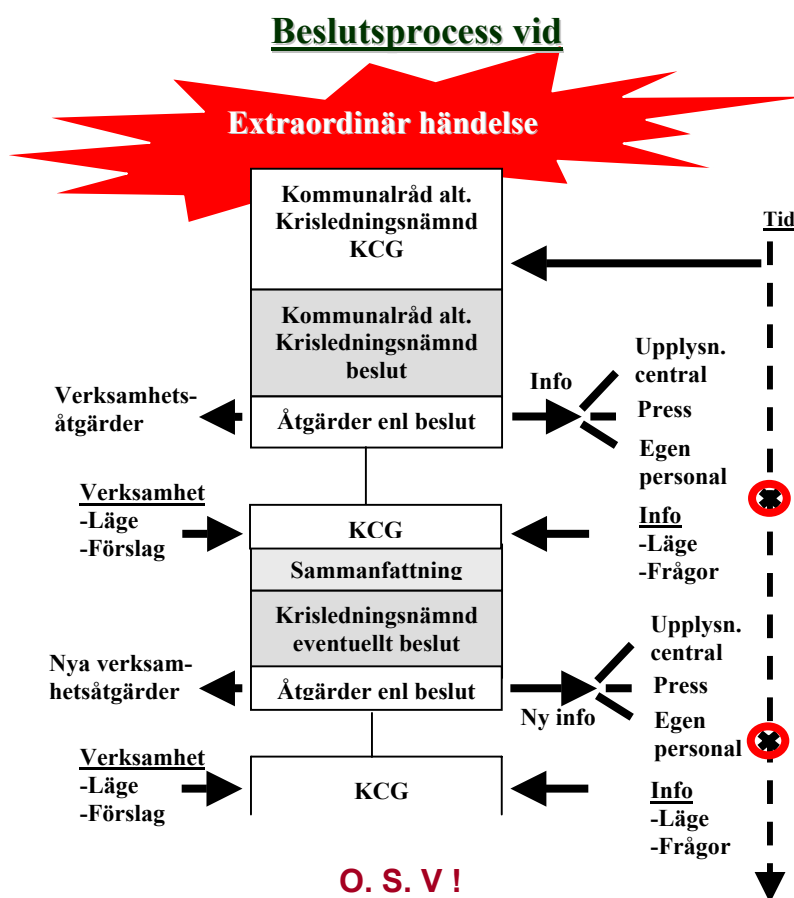 Beslutsprocess vid
Extraordinär händelse
Kommunalråd alt.
Krisledningsnämnd
KCG
Tid
Kommunalråd alt.
Krisledningsnämnd
beslut
Verksamhets-
åtgärder
Åtgärder enl beslut
Info
Upplysn.
central
Press
Egen
personal
Verksamhet
-Läge
-Förslag
KCG
Info
-Läge
-Frågor
Sammanfattning
Krisledningsnämnd
eventuellt beslut
Nya verksam-
hetsåtgärder
Åtgärder enl beslut
Ny info
Upplysn.
central
Press
Egen
personal
Verksamhet
-Läge
-Förslag
KCG
Info
-Läge
-Frågor
O. S. V !